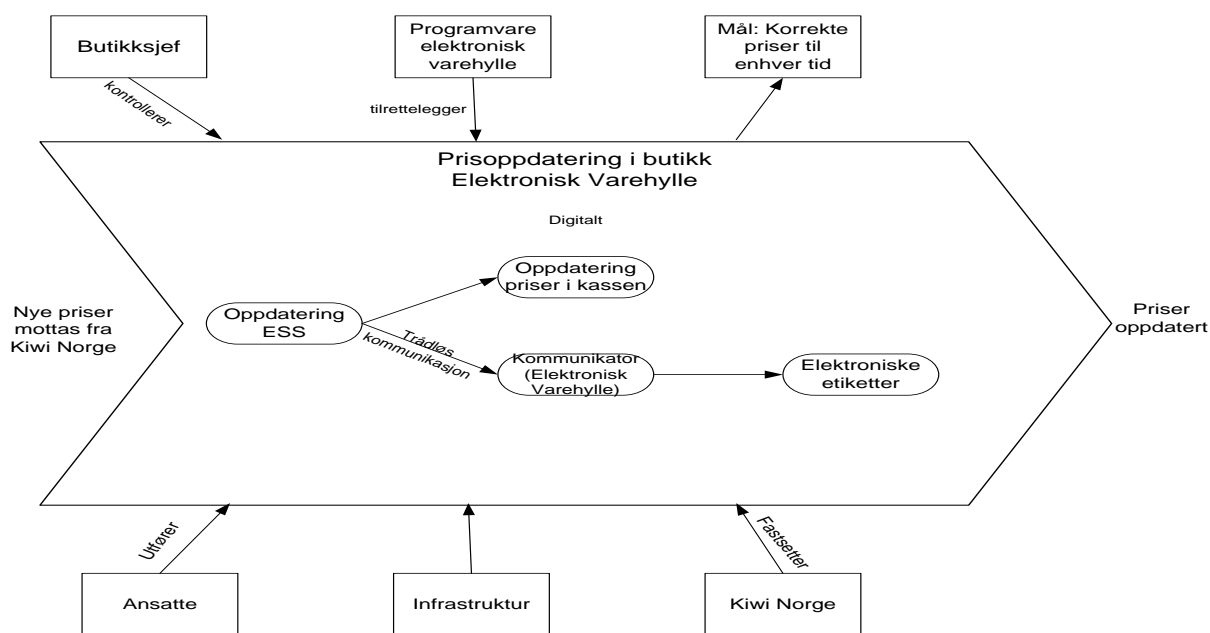 Butikksjef
Programvare
elektronisk
varehylle
Mål: Korrekte
priser til
enhver tid
kontrollerer
tilrettelegger
Prisoppdatering i butikk
Elektronisk Varehylle
Digitalt
Nye priser
mottas fra
Kiwi Norge
Oppdatering
ESS
Oppdatering
priser i kassen
Trådløs
kommunikasjon
Kommunikator
(Elektronisk
Varehylle)
Elektroniske
etiketter
Priser
oppdatert
Utfører
Fastsetter
Ansatte
Infrastruktur
Kiwi Norge